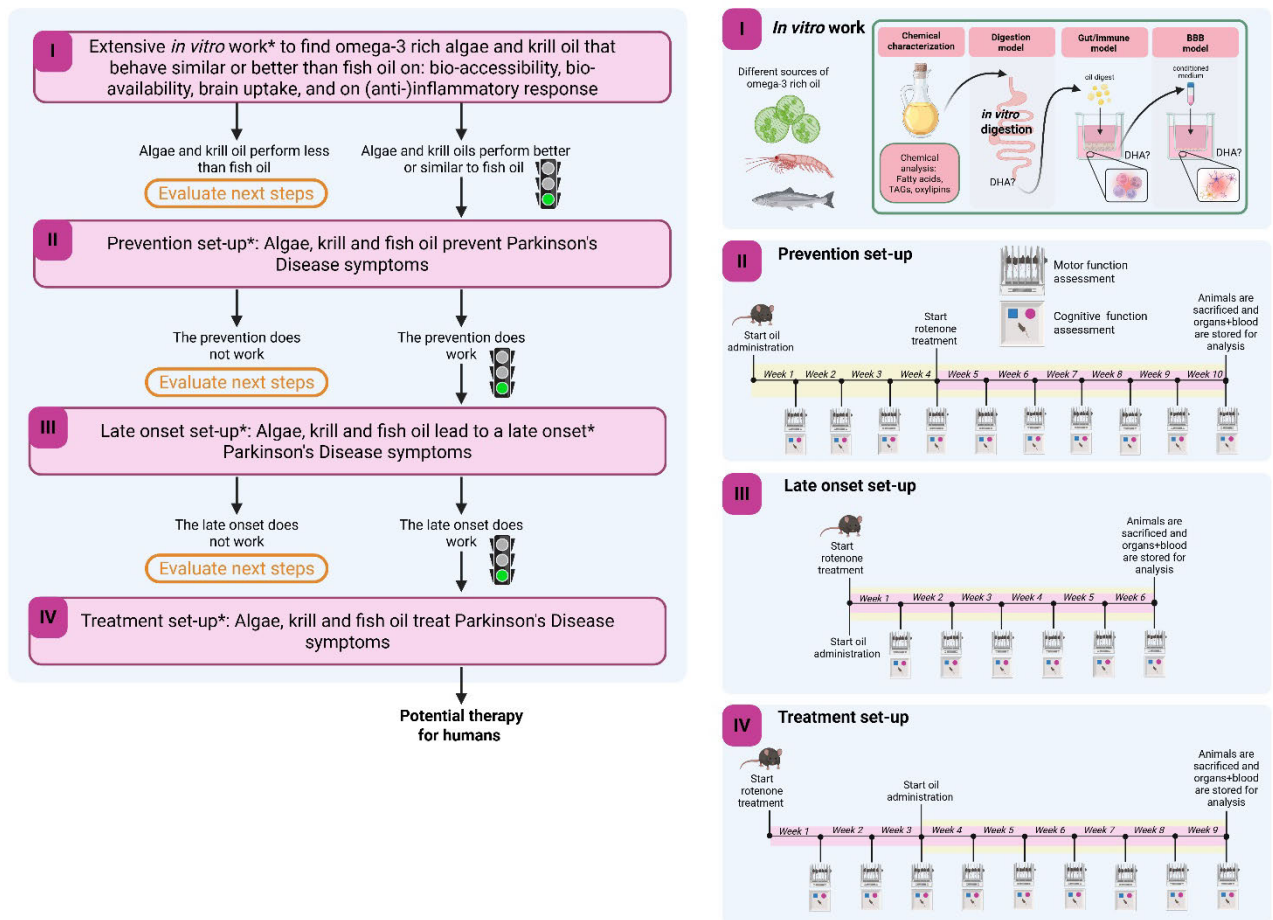 I
Extensive in vitro work* to find omega-3 rich algae and krill oil that
behave similar or better than fish oil on: bio-accessibility, bio-
availability, brain uptake, and on (anti-)inflammatory response
Algae and krill oil perform less
than fish oil
Evaluate next steps
Algae and krill oils perform better
or similar to fish oil
II
Prevention set-up*: Algae, krill and fish oil prevent Parkinson's
Disease symptoms
The prevention does
not work
Evaluate next steps
The prevention does
work
III
Late onset set-up*: Algae, krill and fish oil lead to a late onset*
Parkinson's Disease symptoms
The late onset does
not work
Evaluate next steps
The late onset does
work
IV
Treatment set-up*: Algae, krill and fish oil treat Parkinson's Disease
symptoms
Potential therapy
for humans
I
In vitro work
Different sources of
omega-3 rich oil
Chemical
characterization
Chemical
analysis:
Fatty acids,
TAGs, oxylipins
Digestion
model
in vitro
digestion
DHA?
Gut/Immune
model
oil digest
DHA?
BBB
model
conditioned
medium
DHA?
II
Prevention set-up
Motor function
assessment
Cognitive function
assessment
Start oil
administration
Start
rotenone
treatment
Animals are
sacrificed and
organs+blood
are stored for
analysis
Week 1 Week 2 Week 3 Week 4 Week 5 Week 6 Week 7 Week 8 Week 9 Week 10
III
Late onset set-up
Start
rotenone
treatment
Animals are
sacrificed and
organs+blood
are stored for
analysis
Week 1 Week 2 Week 3 Week 4 Week 5 Week 6
Start oil
administration
IV
Treatment set-up
Start
rotenone
treatment
Start oil
administration
Animals are
sacrificed and
organs+blood
are stored for
analysis
Week 1 Week 2 Week 3 Week 4 Week 5 Week 6 Week 7 Week 8 Week 9